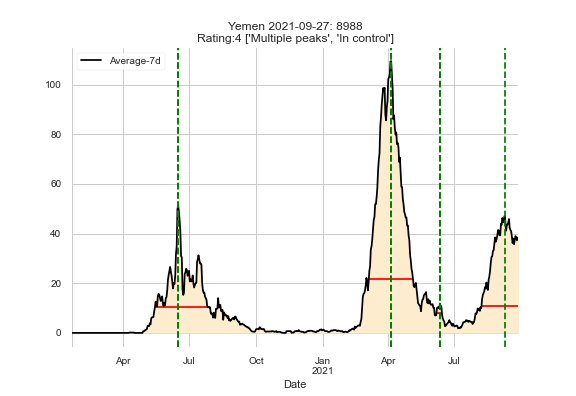 Yemen 2021-09-27: 8988
Rating:4 ['Multiple peaks', 'In control']
Average-7d
100
80
60
40
20
0
Apr Jul Oct Jan Apr Jul
2021
Date